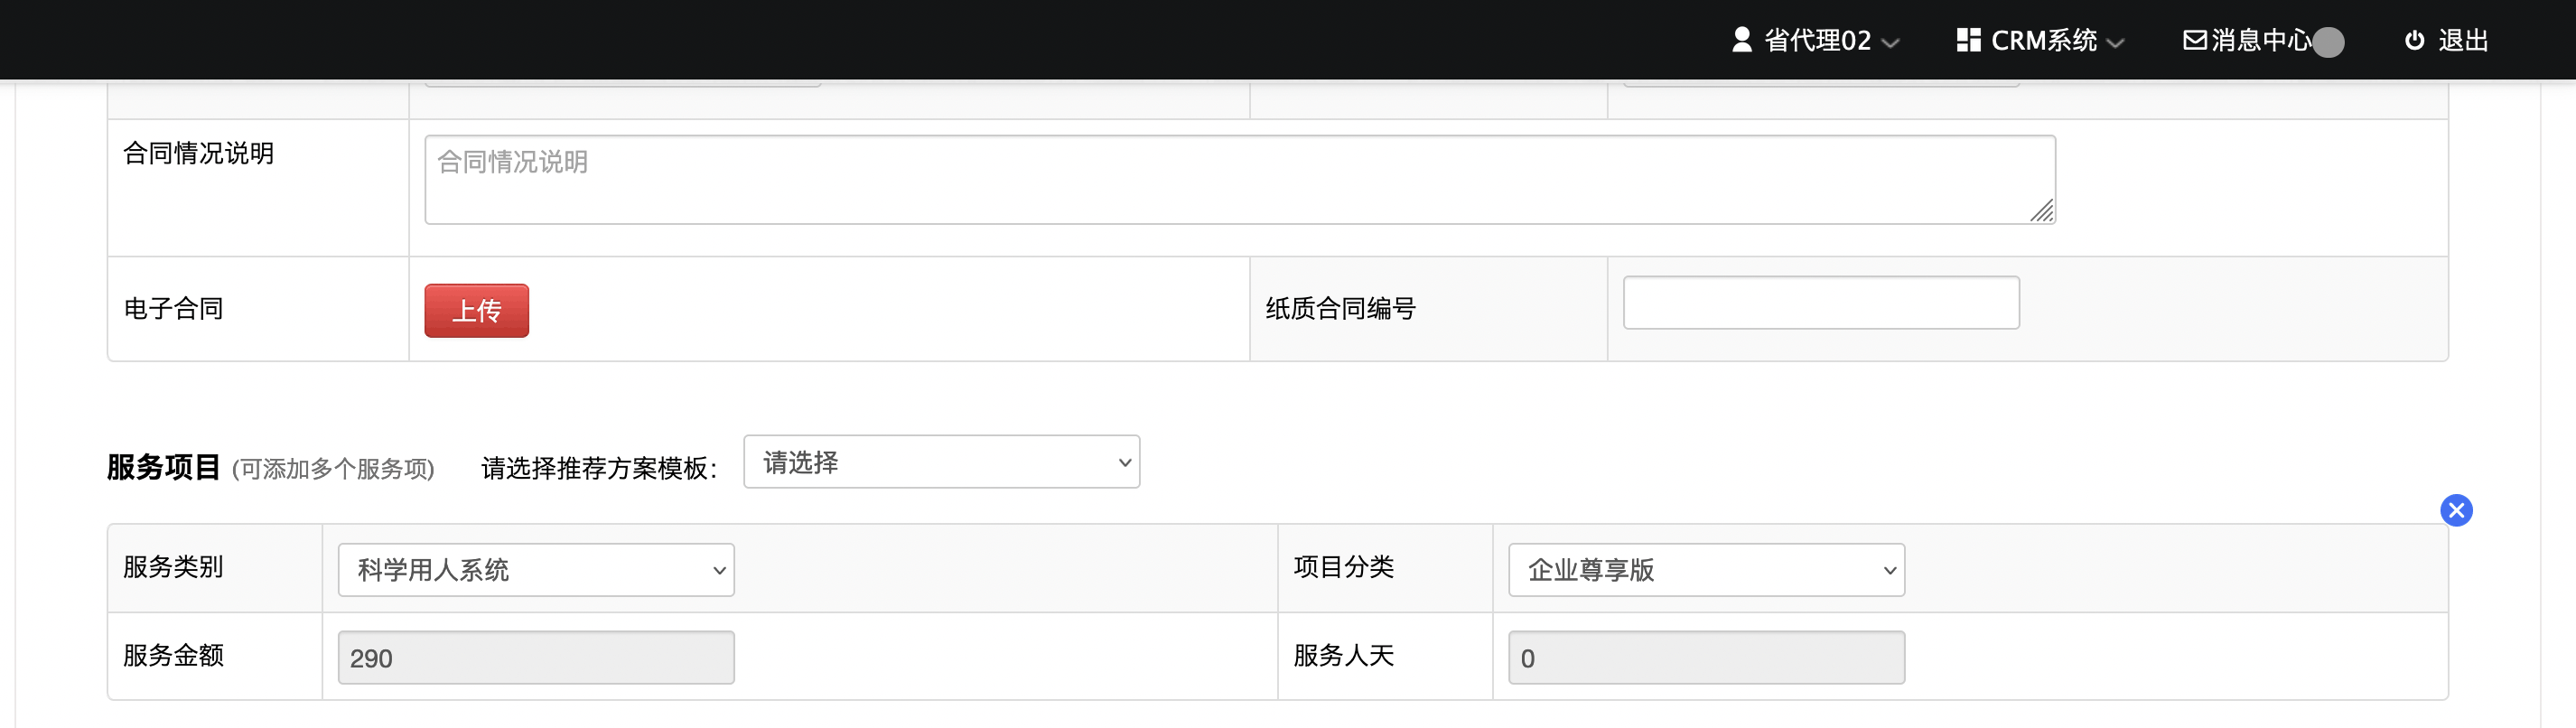 省代理02 CRM系统 消息中心 退出
合同情况说明 合同情况说明
电子合同 上传 纸质合同编号
服务项目 (可添加多个服务项) 请选择推荐方案模板: 请选择
服务类别 科学用人系统 项目分类 企业尊享版
服务金额 290 服务人天 0